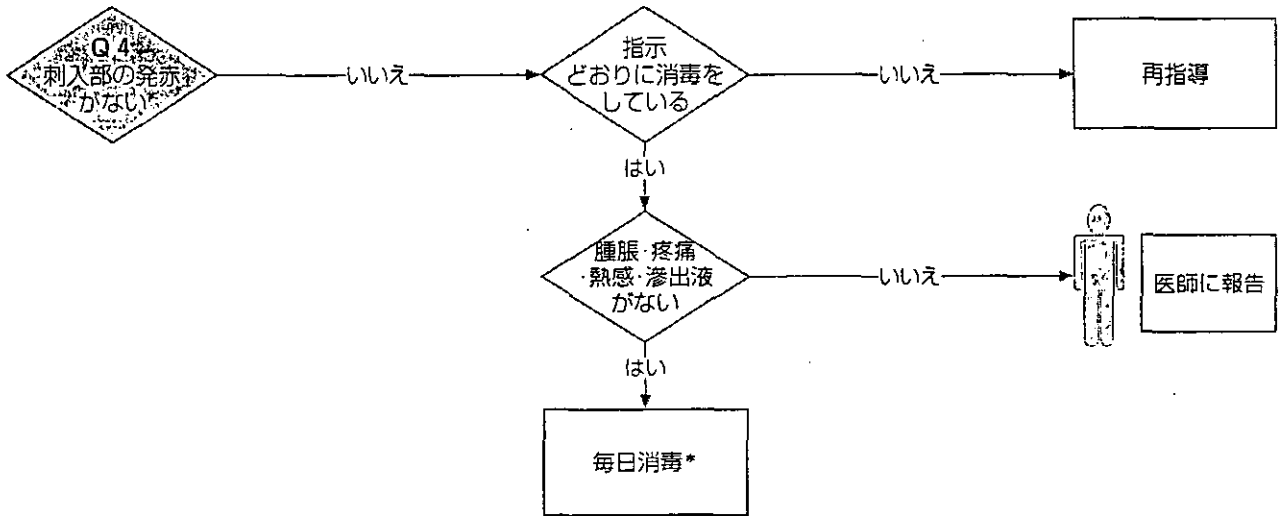 Q4
刺入部の発赤
がない
いいえ
指示
どおりに消毒を
している
いいえ
再指導
はい
腫脹·疼痛
·熱感·滲出液
がない
いいえ
医師に報告
はい
毎日消毒*